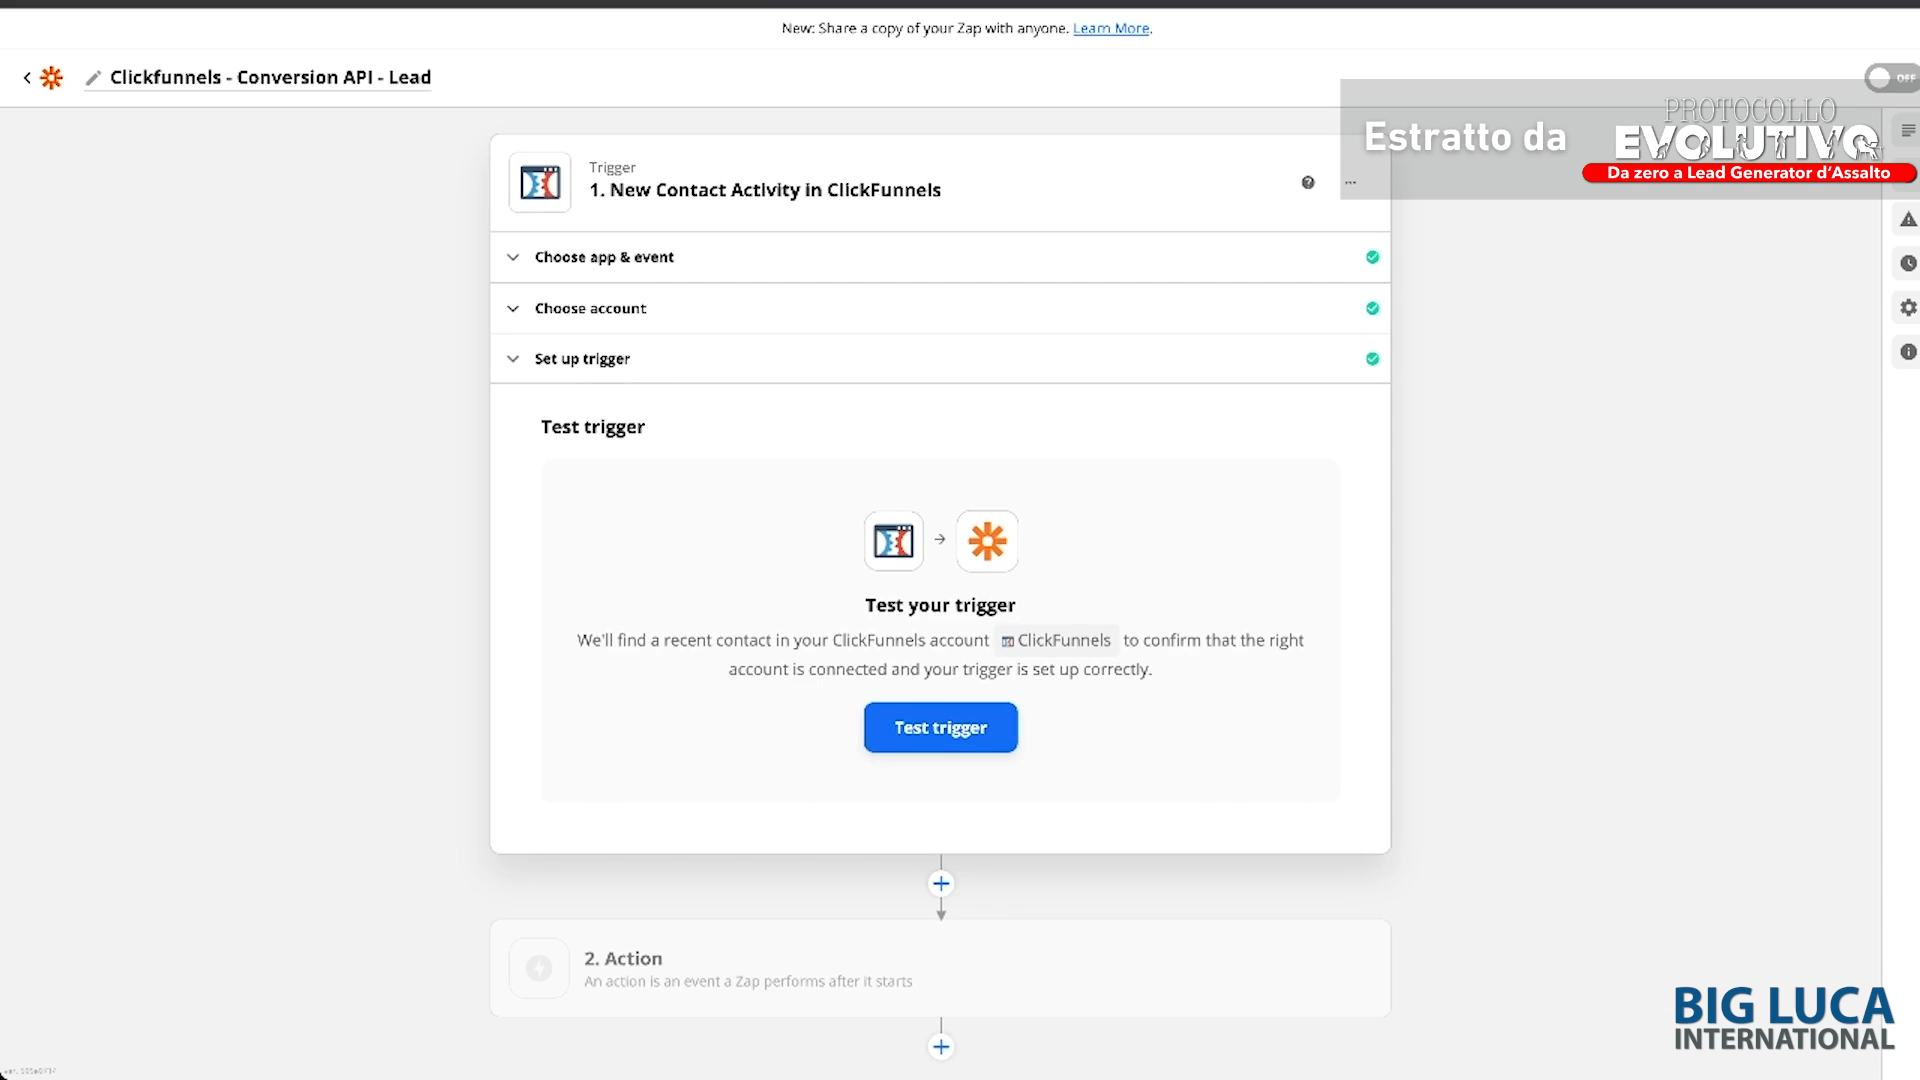 New: Share a copy of your Zap with anyone. Learn More.
Clickfunnels - Conversion API - Lead
OFF
Estratto da
PROTOCOLLO
EVOLUTIVO
Da zero a Lead Generator d'Assalto
Trigger
1. New Contact Activity in ClickFunnels
Choose app & event
Choose account
Set up trigger
Test trigger
Test your trigger
We'll find a recent contact in your ClickFunnels account ClickFunnels to confirm that the right
account is connected and your trigger is set up correctly.
Test trigger
2. Action
An action is an event a Zap performs after it starts
BIG LUCA
INTERNATIONAL